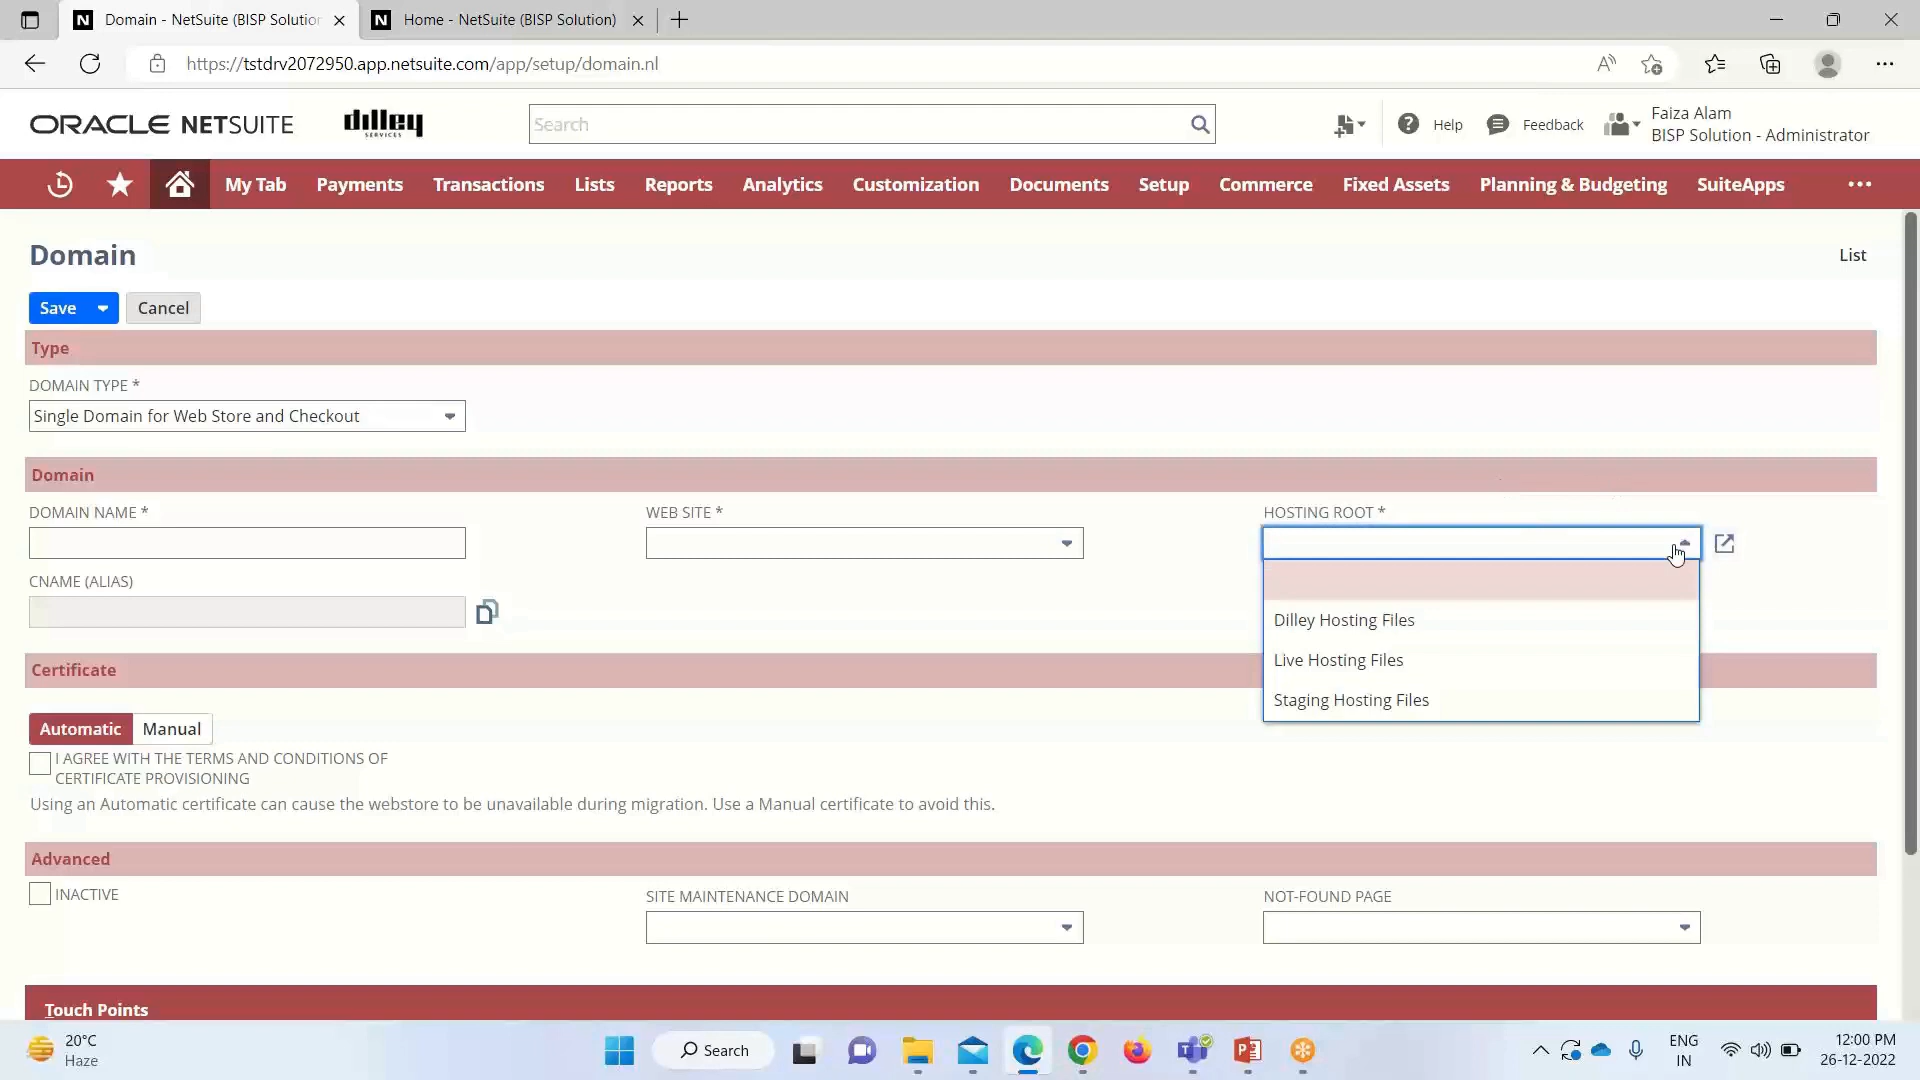 Domain - NetSuite (BISP Solution
Home - NetSuite (BISP Solution)
https://tstdrv2072950.app.netsuite.com/app/setup/domain.nl
ORACLE NETSUITE
dilley
SERVICES
Search
Help
Feedback
Faiza Alam
BISP Solution - Administrator
My Tab
Payments
Transactions
Lists
Reports
Analytics
Customization
Documents
Setup
Commerce
Fixed Assets
Planning & Budgeting
SuiteApps
Domain
List
Save
Cancel
Type
DOMAIN TYPE *
Single Domain for Web Store and Checkout
Domain
DOMAIN NAME *
WEB SITE *
HOSTING ROOT *
CNAME (ALIAS)
Dilley Hosting Files
Live Hosting Files
Staging Hosting Files
Certificate
Automatic
Manual
I AGREE WITH THE TERMS AND CONDITIONS OF
CERTIFICATE PROVISIONING
Using an Automatic certificate can cause the webstore to be unavailable during migration. Use a Manual certificate to avoid this.
Advanced
INACTIVE
SITE MAINTENANCE DOMAIN
NOT-FOUND PAGE
Touch Points
20°C
Haze
Search
ENG
IN
12:00 PM
26-12-2022